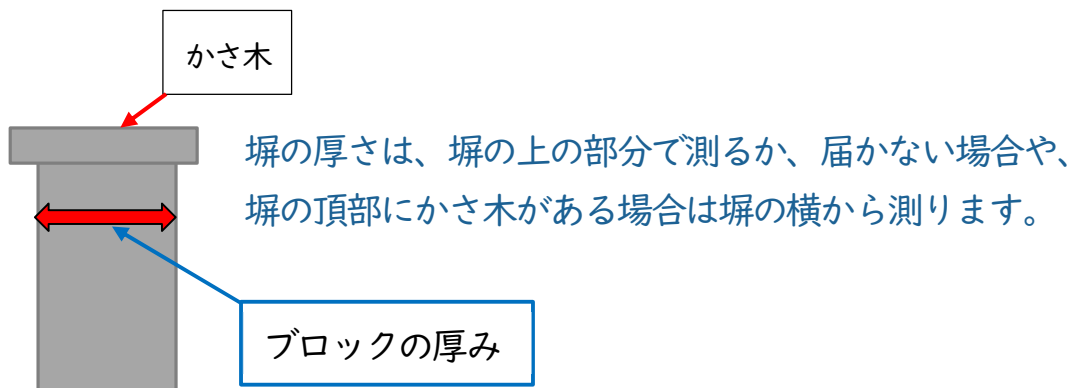 かさ木
塀の厚さは、塀の上の部分で測るか、届かない場合や、
塀の頂部にかさ木がある場合は塀の横から測ります。
ブロックの厚み